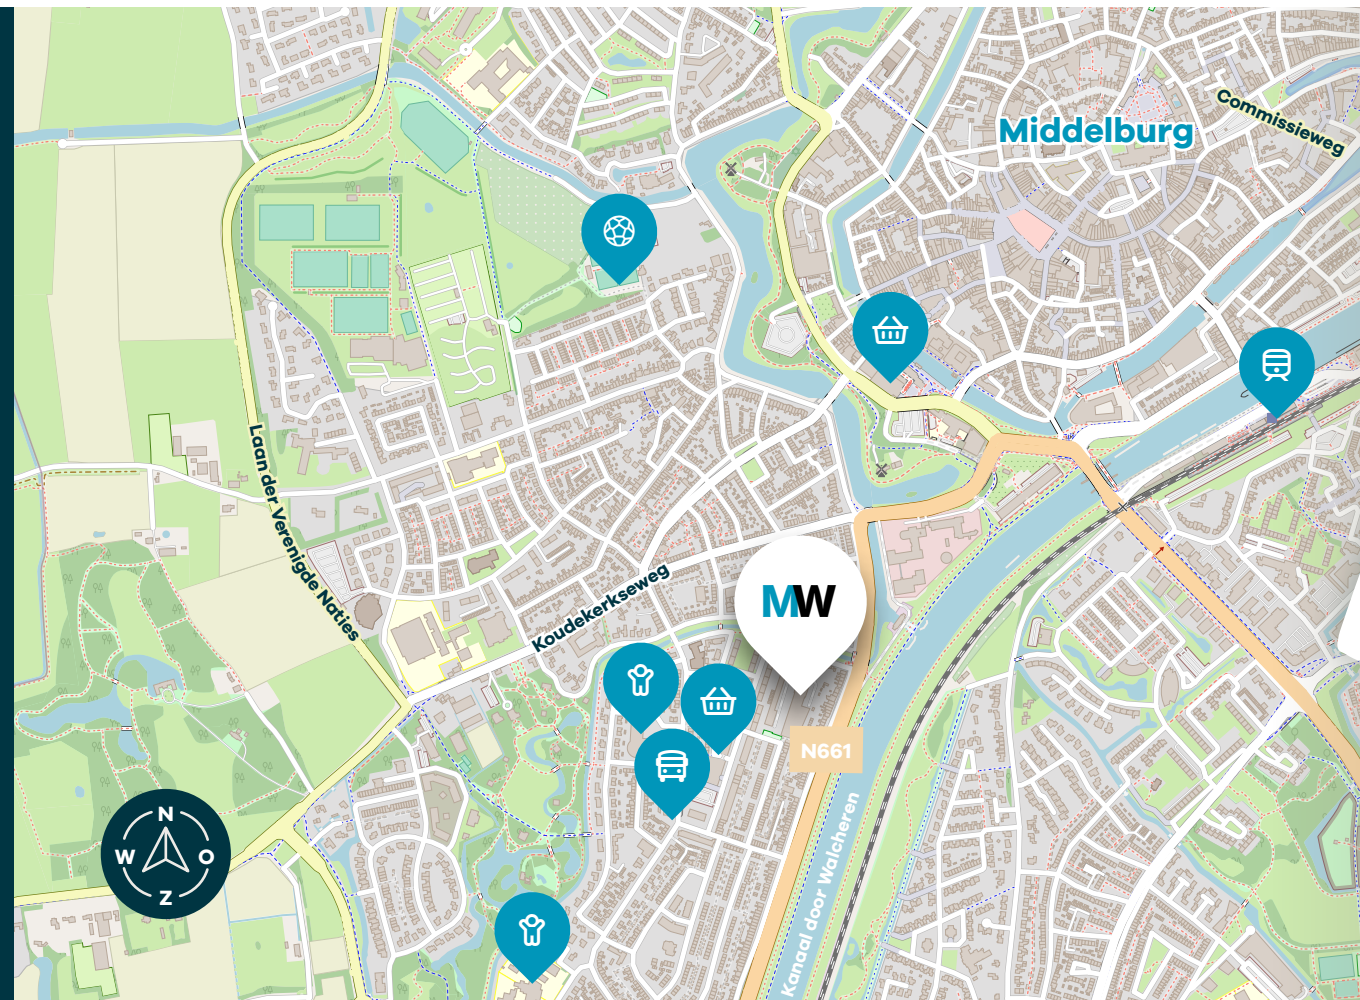 Commissieweg
Middelburg
Laan der Verenigde Naties
Koudekerkseweg
MW
N661
Kanaal door Walcheren
N
W O
Z